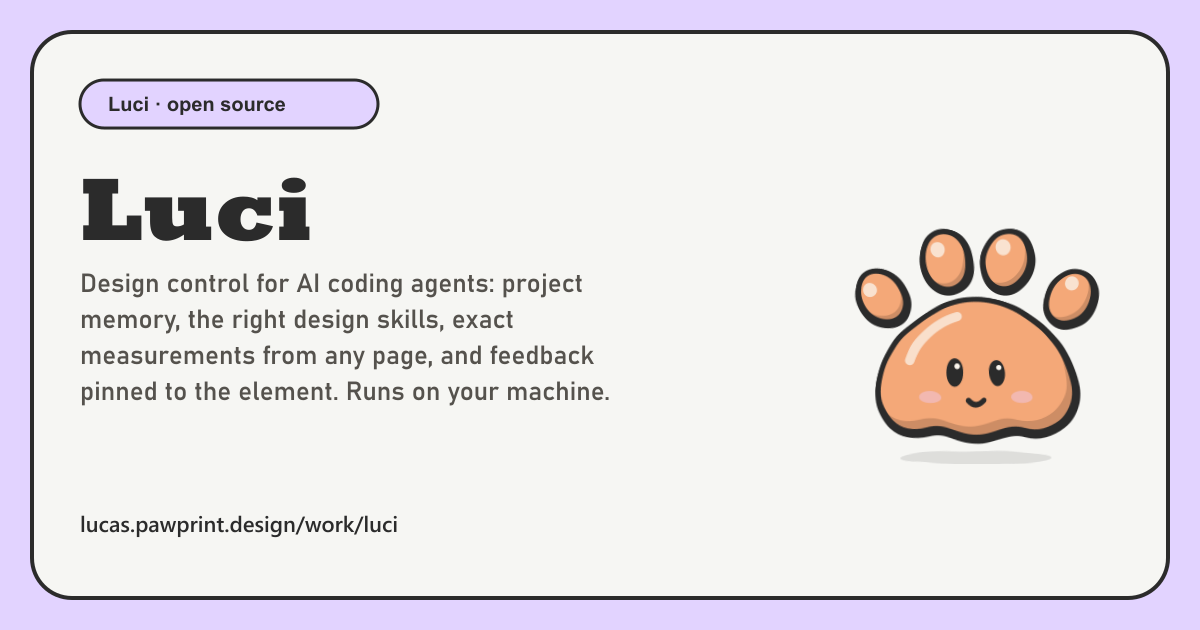 Luci · open source
Luci
Design control for AI coding agents: project
memory, the right design skills, exact
measurements from any page, and feedback
pinned to the element. Runs on your machine.
lucas.pawprint.design/work/luci